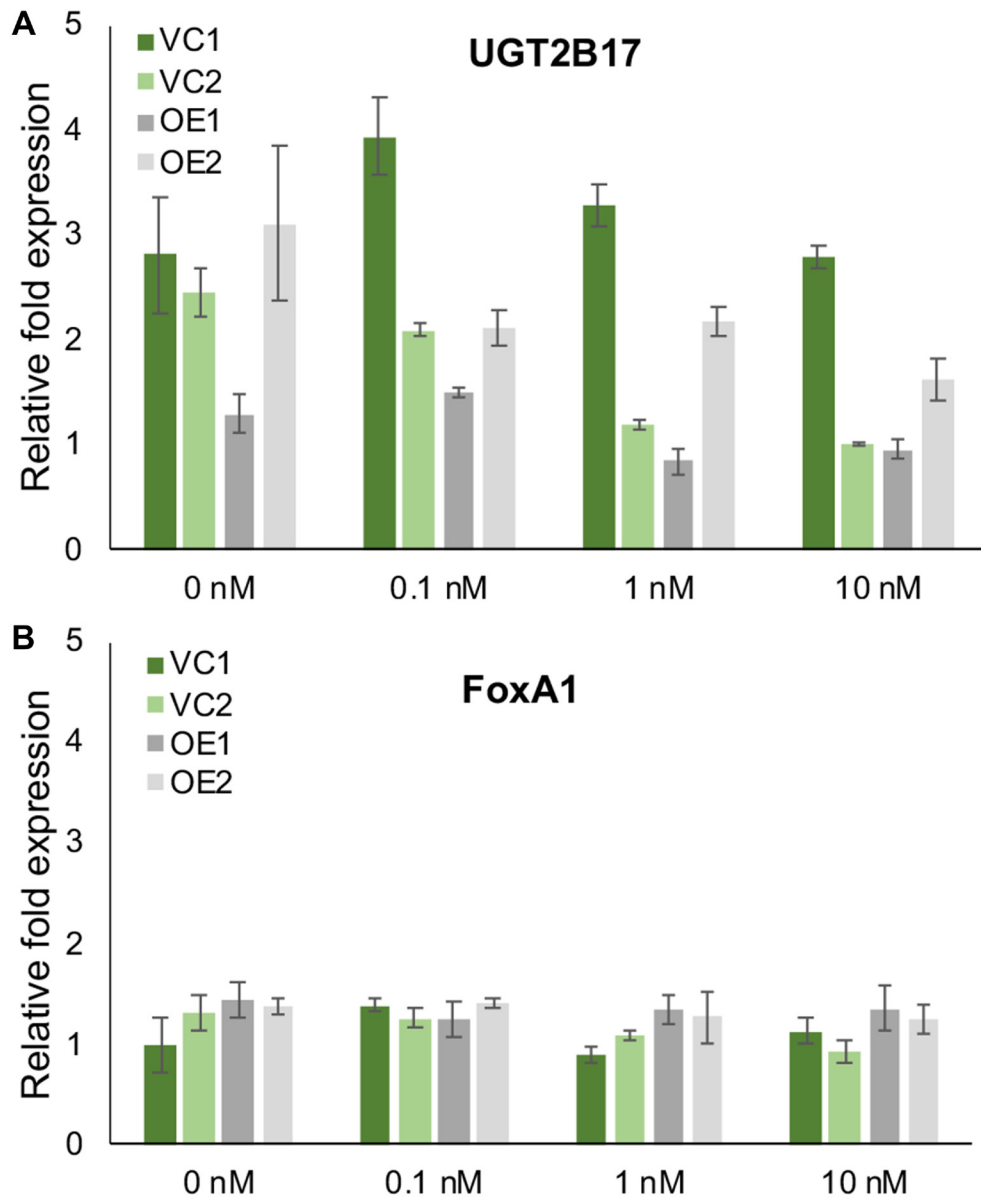 A
5
VC1
UGT2B17
VC2
OE1
OE2
4
3
2
1
0
Relative fold expression
0 nM 0.1 nM 1 nM 10 nM
B
5
VC1
FoxA1
VC2
OE1
OE2
4
3
2
1
0
Relative fold expression
0 nM 0.1 nM 1 nM 10 nM